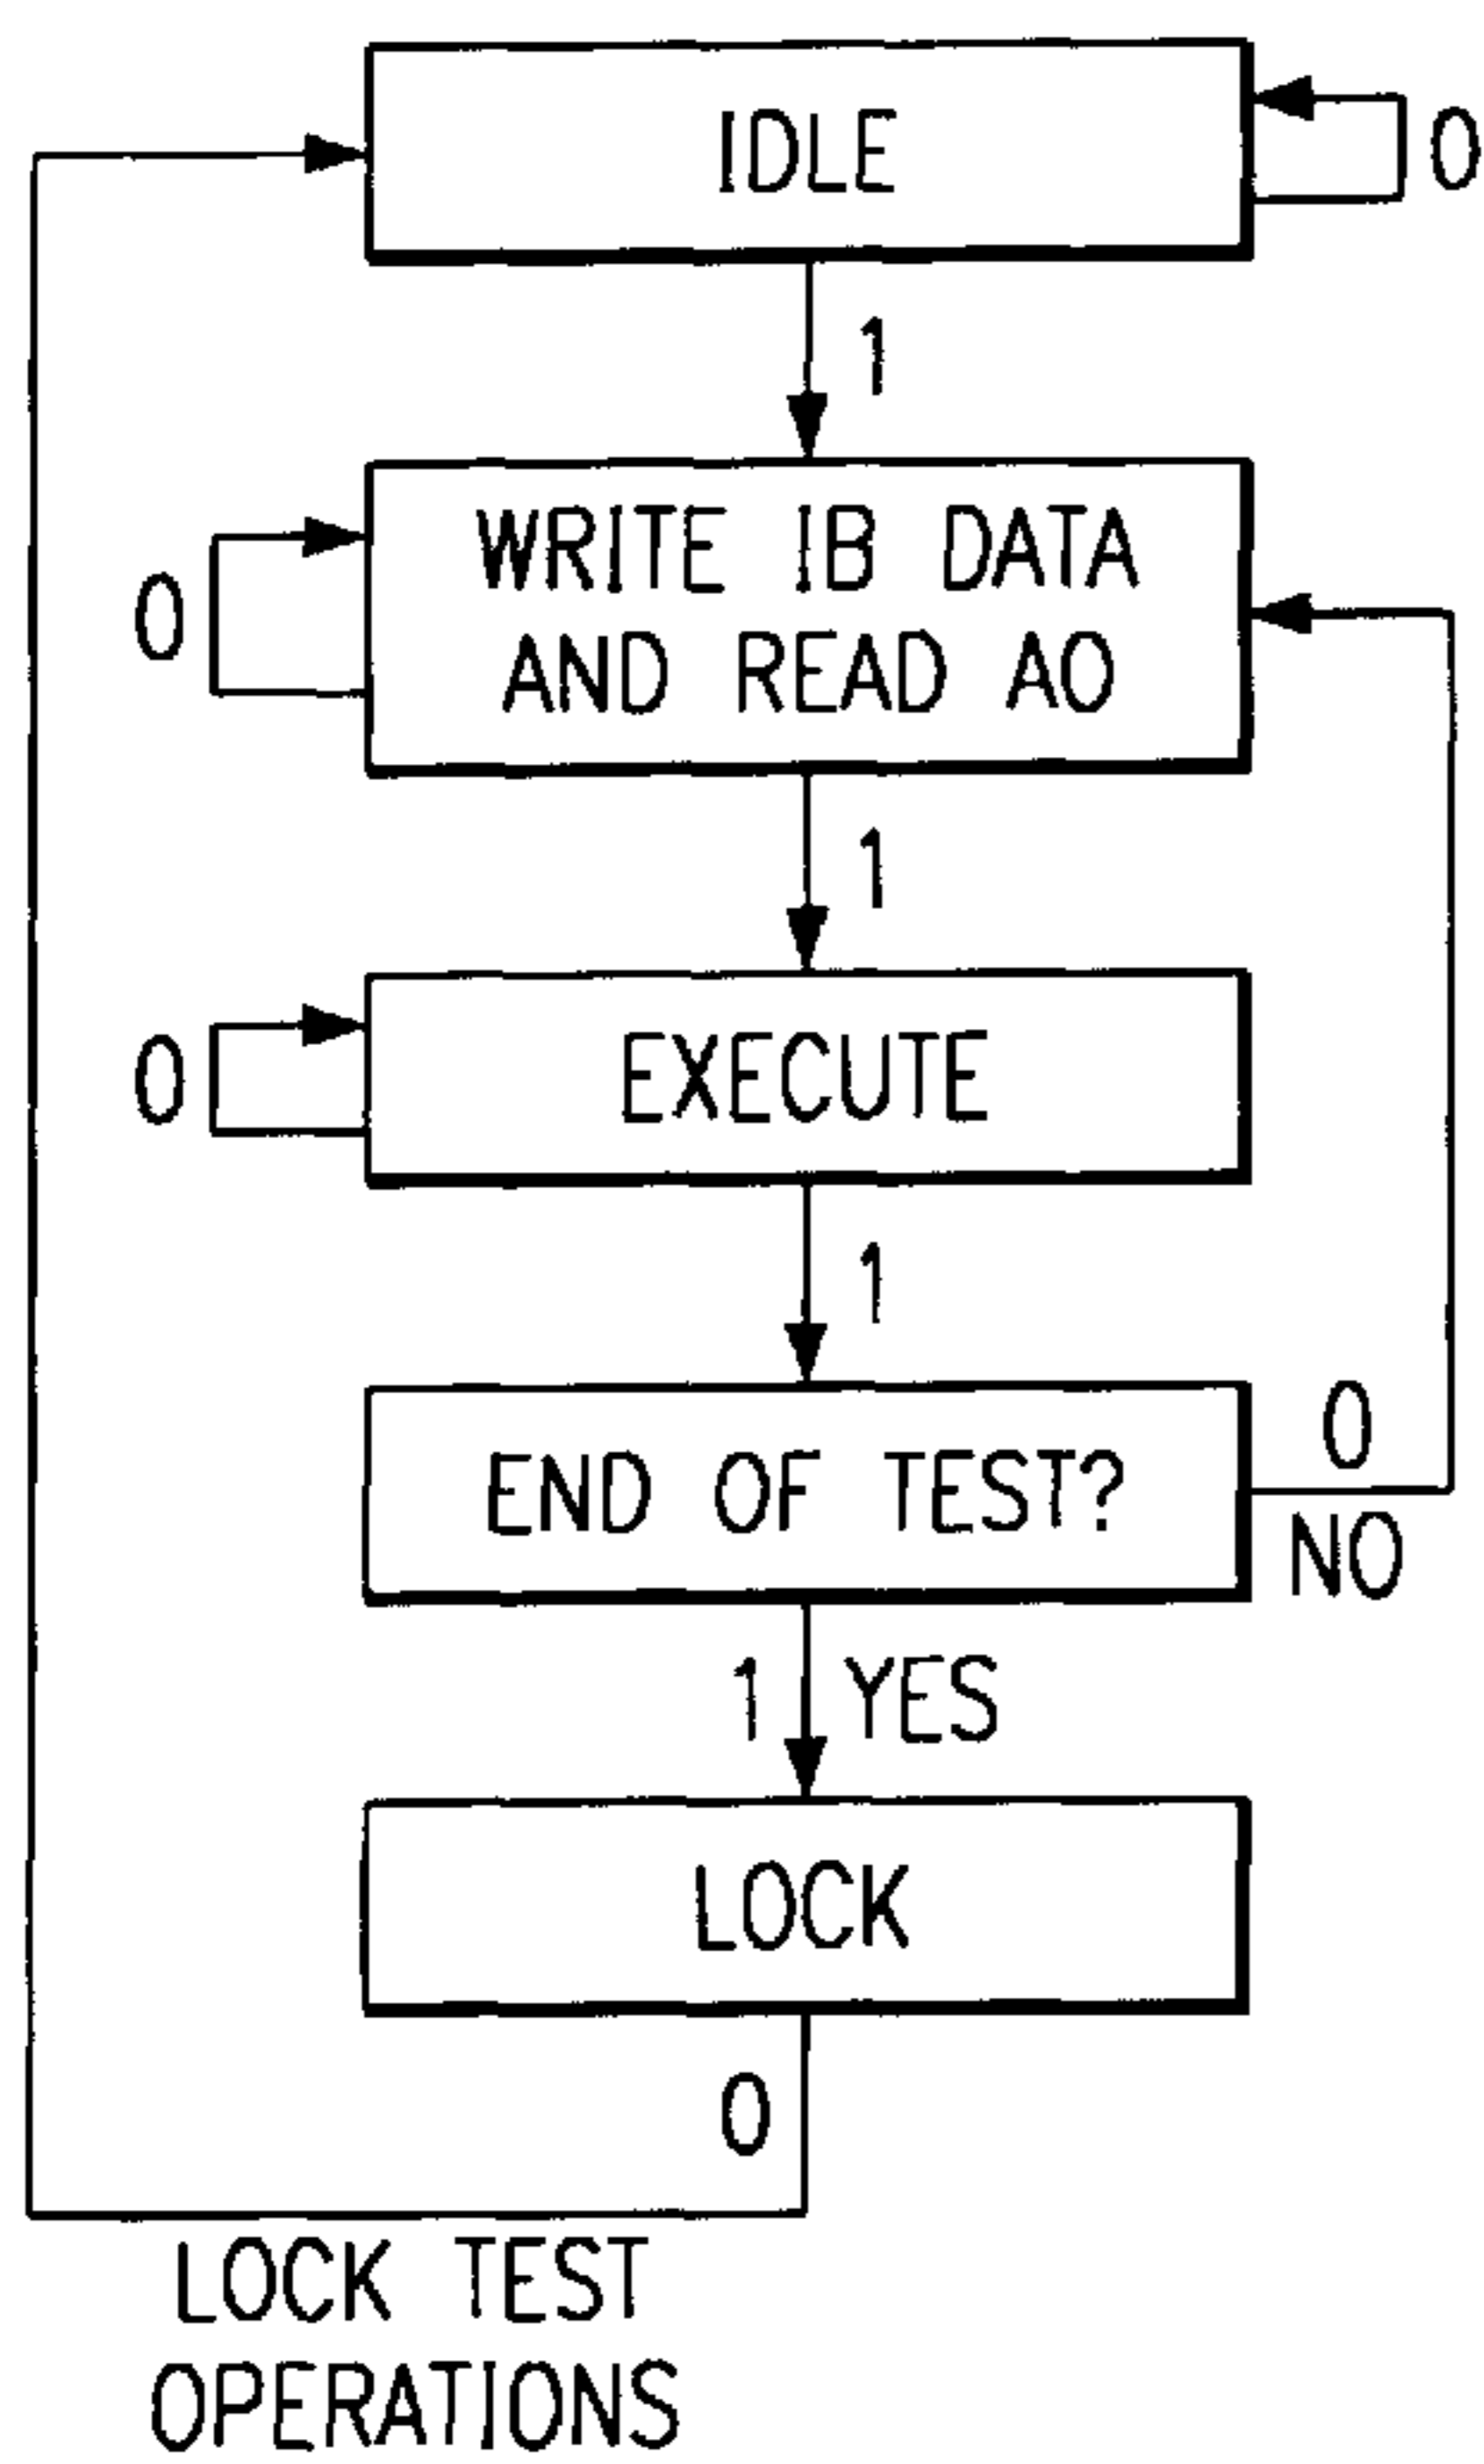 IDLE
0
1
WRITE IB DATA
AND READ AO
0
1
EXECUTE
0
1
END OF TEST?
0
NO
1 YES
LOCK
0
LOCK TEST
OPERATIONS